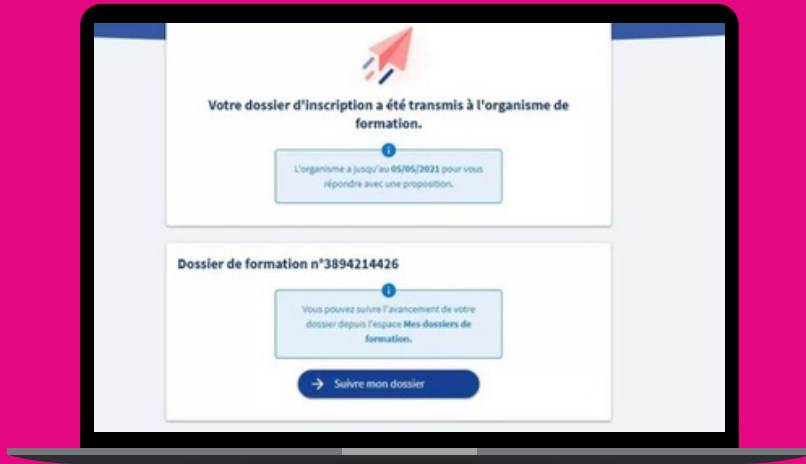 Votre dossier d'inscription a été transmis à l'organisme de
formation.
L'organisme a jusqu'au 05/05/2021 pour vous
répondre avec une proposition.
Dossier de formation n°3894214426
Vous pouvez suivre l'avancement de votre
dossier depuis l'espace Mes dossiers de
formation.
Suivre mon dossier